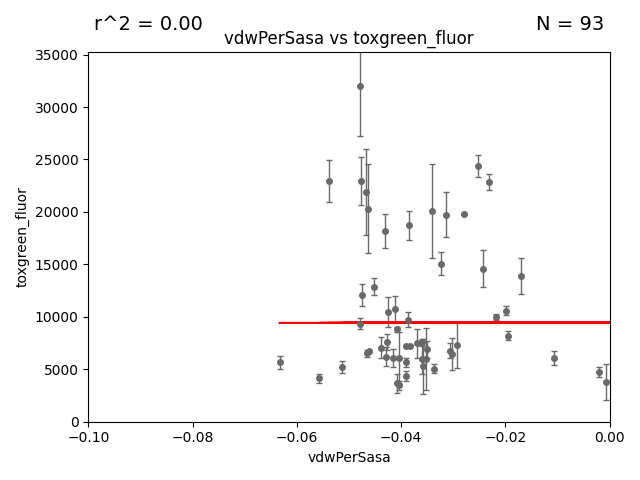 r^2 = 0.00
N = 93
vdwPerSasa vs toxgreen_fluor
35000
30000
25000
20000
15000
10000
5000
0
toxgreen_fluor
−0.10
−0.08
−0.06
−0.04
−0.02
0.00
vdwPerSasa